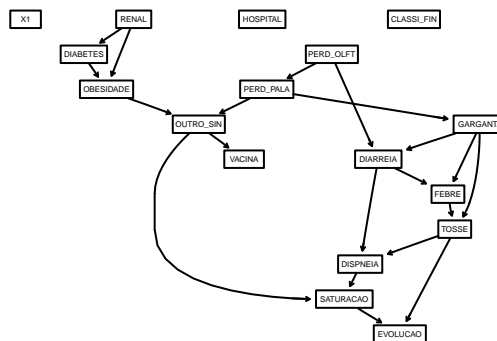 X1 RENAL HOSPITAL CLASSI_FIN
DIABETES PERD_OLFT
OBESIDADE PERD_PALA
OUTRO_SIN GARGANT
VACINA DIARREIA
FEBRE
TOSSE
DISPNEIA
SATURACAO
EVOLUCAO